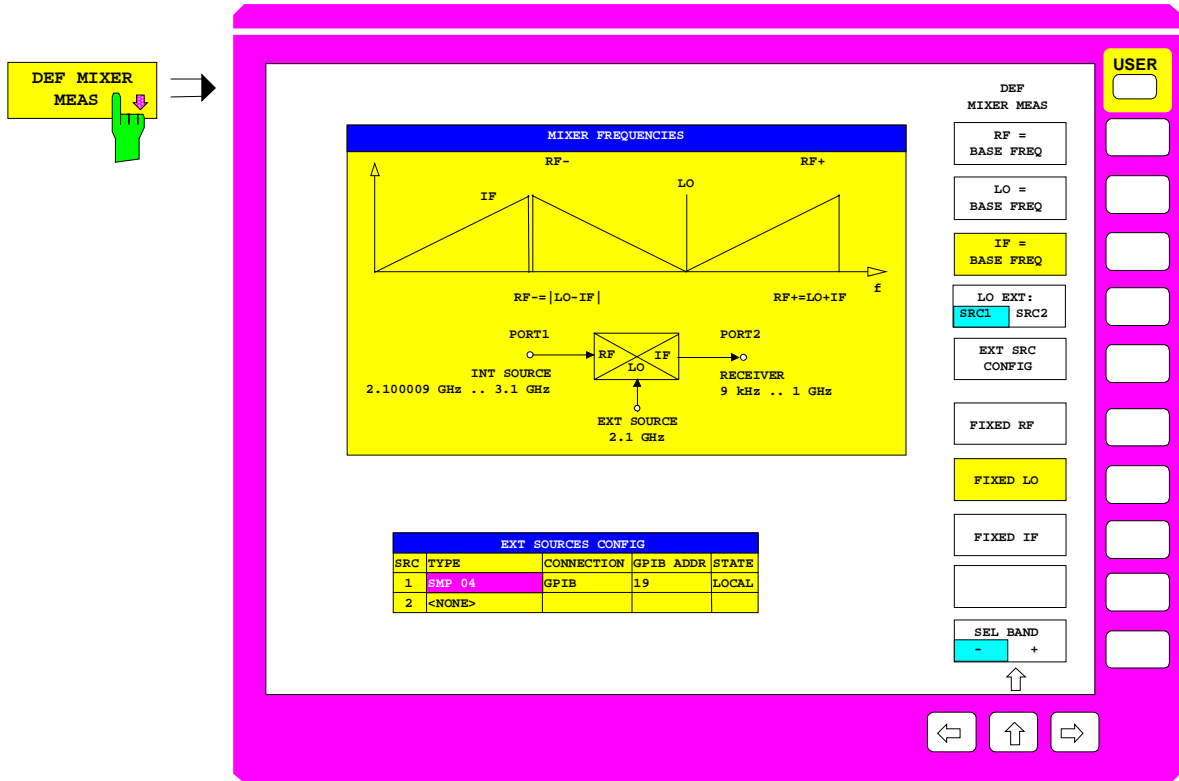 DEF MIXER
MEAS
USER
DEF
MIXER MEAS
MIXER FREQUENCIES
RF-
RF+
LO
IF
f
RF-=|LO-IF|
RF+=LO+IF
PORT1
PORT2
RF
IF
LO
INT SOURCE
2.100009 GHz .. 3.1 GHz
RECEIVER
9 kHz .. 1 GHz
EXT SOURCE
2.1 GHz
EXT SOURCES CONFIG
SRC TYPE CONNECTION GPIB ADDR STATE
1 SMP 04 GPIB 19 LOCAL
2 <NONE>
RF =
BASE FREQ
LO =
BASE FREQ
IF =
BASE FREQ
LO EXT:
SRC1 SRC2
EXT SRC
CONFIG
FIXED RF
FIXED LO
FIXED IF
SEL BAND
- +